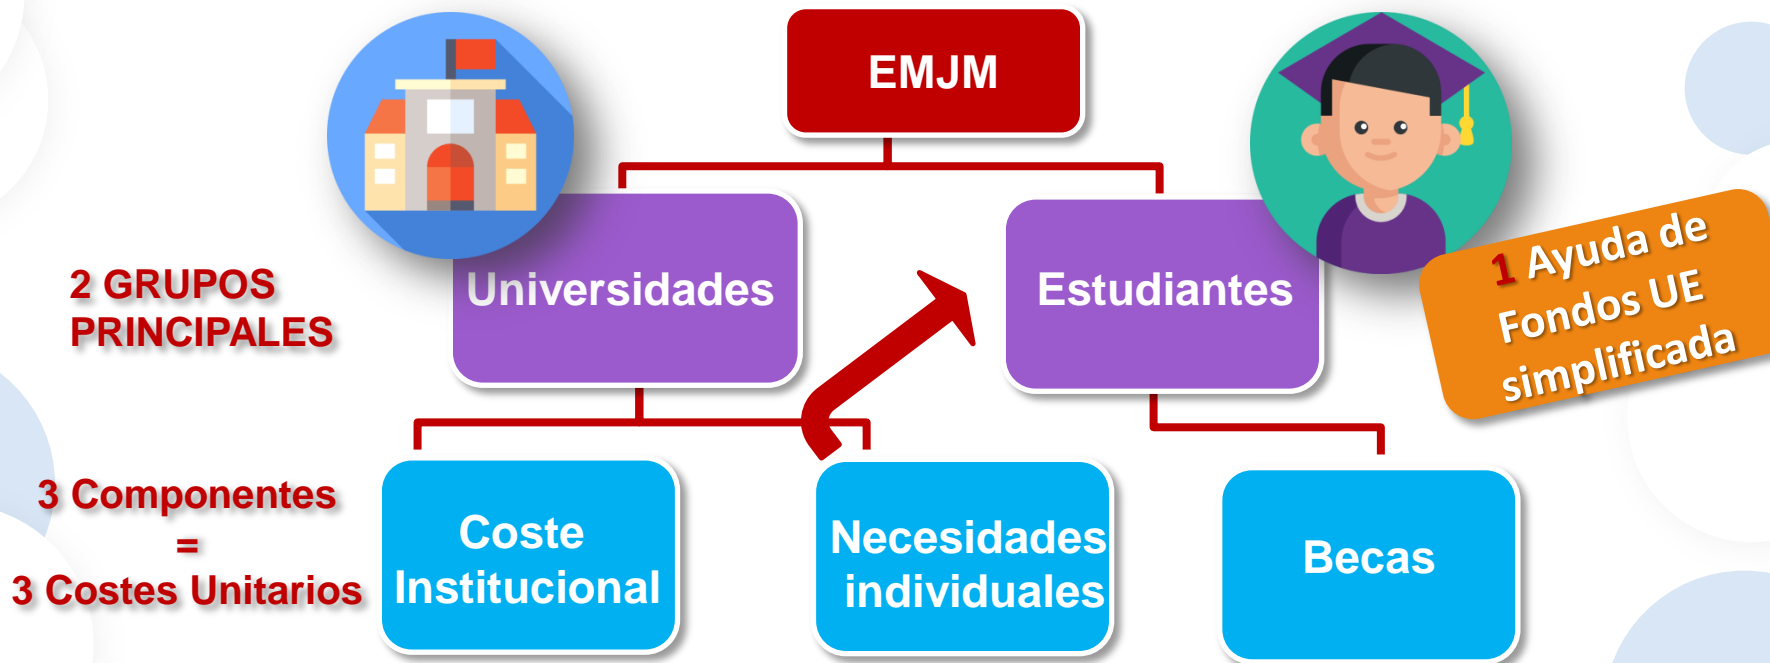 EMJM
Universidades
Estudiantes
1 Ayuda de
Fondos UE
simplificada
2 GRUPOS
PRINCIPALES
3 Componentes
=
3 Costes Unitarios
Coste
Institucional
Necesidades
individuales
Becas